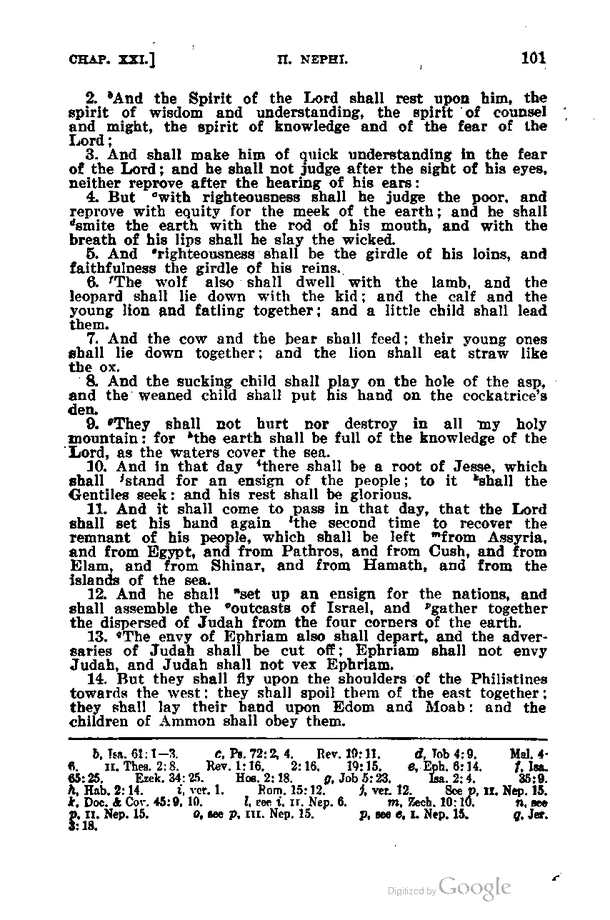 CHAP. XXI.] II. NEPHI. 101
2. ᵇAnd the Spirit of the Lord shall rest upon him, the
spirit of wisdom and understanding, the spirit of counsel
and might, the spirit of knowledge and of the fear of the
Lord;
3. And shall make him of quick understanding in the fear
of the Lord; and he shall not judge after the sight of his eyes,
neither reprove after the hearing of his ears:
4. But ᶜwith righteousness shall he judge the poor, and
reprove with equity for the meek of the earth; and he shall
ᵈsmite the earth with the rod of his mouth, and with the
breath of his lips shall he slay the wicked.
5. And ᵉrighteousness shall be the girdle of his loins, and
faithfulness the girdle of his reins.
6. ᶠThe wolf also shall dwell with the lamb, and the
leopard shall lie down with the kid; and the calf and the
young lion and fatling together; and a little child shall lead
them.
7. And the cow and the bear shall feed; their young ones
shall lie down together; and the lion shall eat straw like
the ox.
8. And the sucking child shall play on the hole of the asp,
and the weaned child shall put his hand on the cockatrice's
den.
9. ᵍThey shall not hurt nor destroy in all my holy
mountain: for ʰthe earth shall be full of the knowledge of the
Lord, as the waters cover the sea.
10. And in that day ⁱthere shall be a root of Jesse, which
shall ʲstand for an ensign of the people; to it ᵏshall the
Gentiles seek: and his rest shall be glorious.
11. And it shall come to pass in that day, that the Lord
shall set his hand again ˡthe second time to recover the
remnant of his people, which shall be left ᵐfrom Assyria,
and from Egypt, and from Pathros, and from Cush, and from
Elam, and from Shinar, and from Hamath, and from the
islands of the sea.
12. And he shall ⁿset up an ensign for the nations, and
shall assemble the ᵒoutcasts of Israel, and ᵖgather together
the dispersed of Judah from the four corners of the earth.
13. qThe envy of Ephriam also shall depart, and the adver-
saries of Judah shall be cut off; Ephriam shall not envy
Judah, and Judah shall not vex Ephriam.
14. But they shall fly upon the shoulders of the Philistines
towards the west; they shall spoil them of the east together;
they shall lay their hand upon Edom and Moab: and the
children of Ammon shall obey them.
b, Isa. 61: 1—3. c, Ps. 72: 2, 4. Rev. 19: 11. d, Job 4: 9. Mal. 4:
6. II. Thes. 2: 8. Rev. 1: 16. 2: 16. 19: 15. e, Eph. 6: 14. f, Isa.
65: 25. Ezek. 34: 25. Hos. 2: 18. g, Job 5: 23. Isa. 2: 4. 35: 9.
h, Hab. 2: 14. i, ver. 1. Rom. 15: 12. j, ver. 12. See p, II. Nep. 15.
k, Doc. & Cov. 45: 9, 10. l, see i, II. Nep. 6. m, Zech. 10: 10. n, see
p, II. Nep. 15. o, see p, III. Nep. 15. p, see e, I. Nep. 15. q, Jer.
3: 18.
Digitized by Google